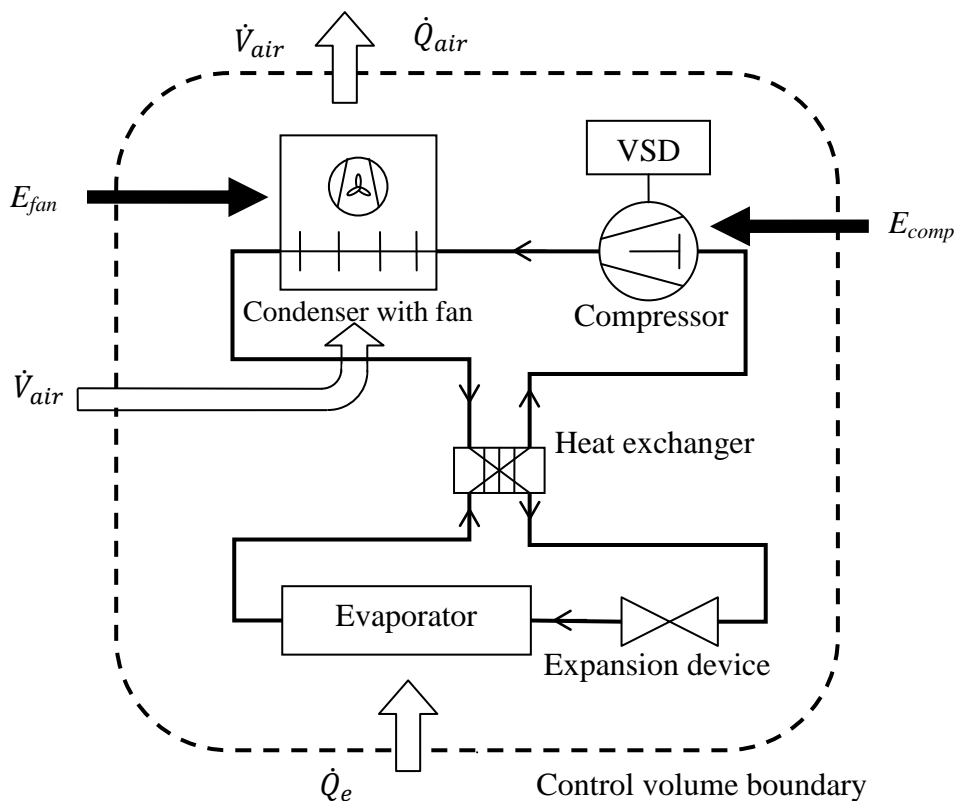 V̇air Q̇air
VSD
Efan
Ecomp
Condenser with fan
Compressor
V̇air
Heat exchanger
Evaporator
Expansion device
Q̇e
Control volume boundary